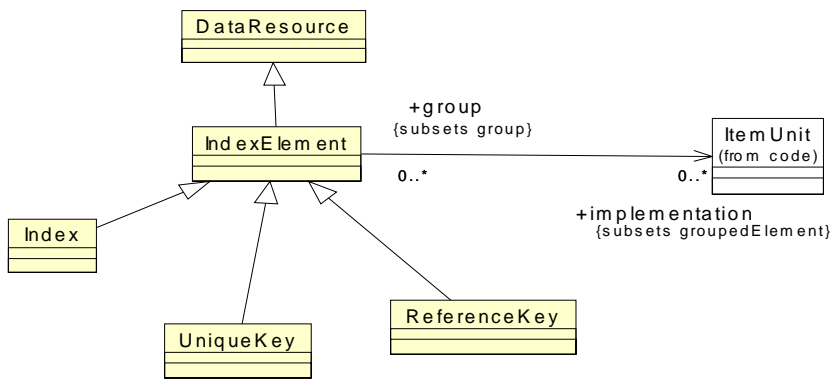 DataResource
+group
{subsets group}
IndexElement
ItemUnit
(from code)
0..*
0..*
+implementation
{subsets groupedElement}
Index
ReferenceKey
UniqueKey